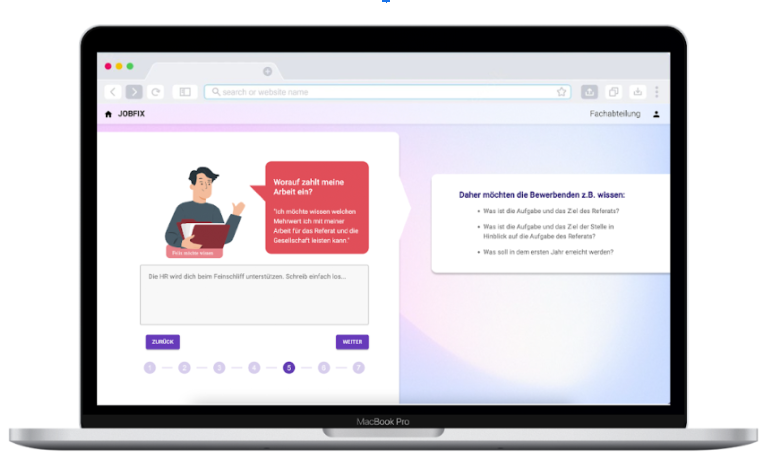 search or website name
JOBFIX
Fachabteilung
Worauf zahlt meine
Arbeit ein?
"Ich möchte wissen welchen
Mehrwert ich mit meiner
Arbeit für das Referat und die
Gesellschaft leisten kann."
Die HR wird dich beim Feinschliff unterstützen. Schreib einfach los...
ZURÜCK
WEITER
1
2
3
4
5
6
7
Daher möchten die Bewerbenden z.B. wissen:
• Was ist die Aufgabe und das Ziel des Referats?
• Was ist die Aufgabe und das Ziel der Stelle in
Hinblick auf die Aufgabe des Referats?
• Was soll in dem ersten Jahr erreicht werden?
MacBook Pro